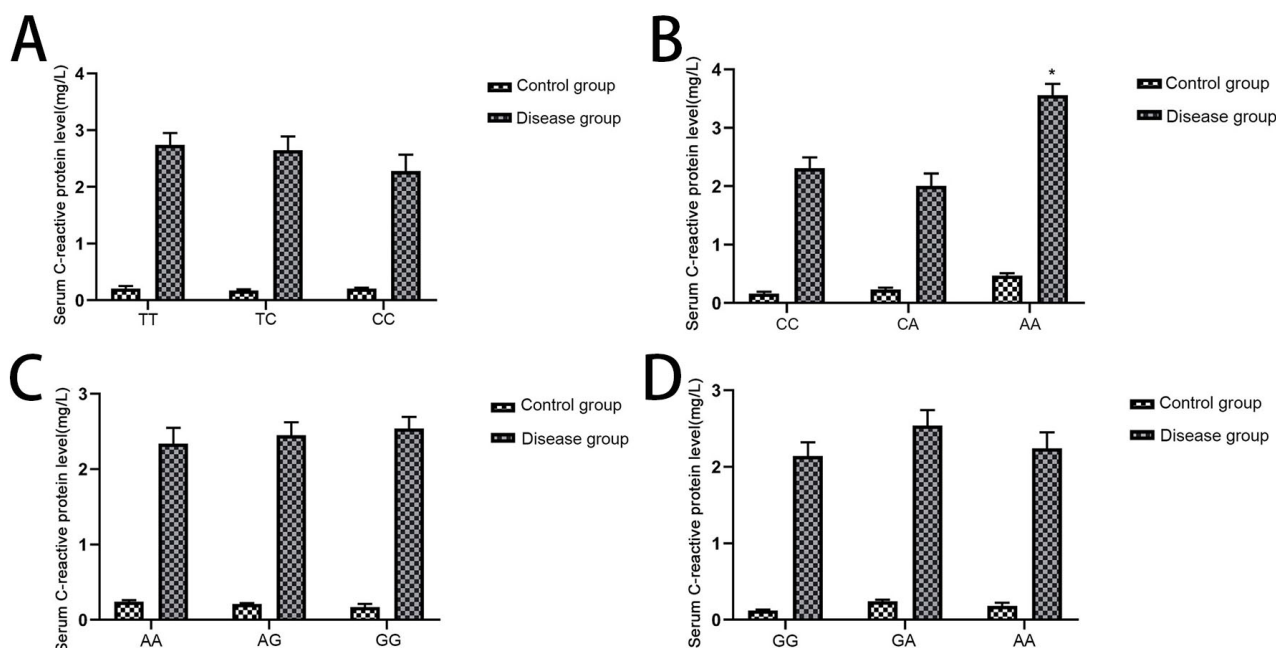 A
Serum C-reactive protein level(mg/L)
4
3
2
1
0
TT
TC
CC
Control group
Disease group
B
Serum C-reactive protein level(mg/L)
4
3
2
1
0
*
CC
CA
AA
Control group
Disease group
C
Serum C-reactive protein level(mg/L)
3
2
1
0
AA
AG
GG
Control group
Disease group
D
Serum C-reactive protein level(mg/L)
3
2
1
0
GG
GA
AA
Control group
Disease group